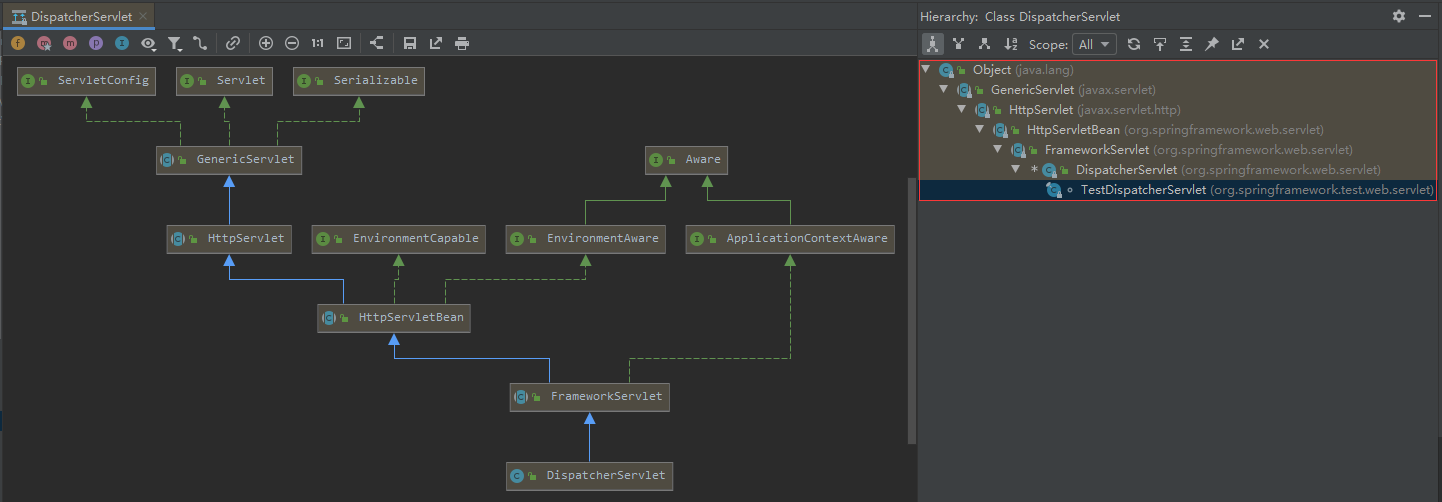 DispatcherServlet
1:1
ServletConfig
Servlet
Serializable
GenericServlet
Aware
HttpServlet
EnvironmentCapable
EnvironmentAware
ApplicationContextAware
HttpServletBean
FrameworkServlet
DispatcherServlet
Hierarchy: Class DispatcherServlet
Scope: All
Object (java.lang)
GenericServlet (javax.servlet)
HttpServlet (javax.servlet.http)
HttpServletBean (org.springframework.web.servlet)
FrameworkServlet (org.springframework.web.servlet)
* DispatcherServlet (org.springframework.web.servlet)
TestDispatcherServlet (org.springframework.test.web.servlet)